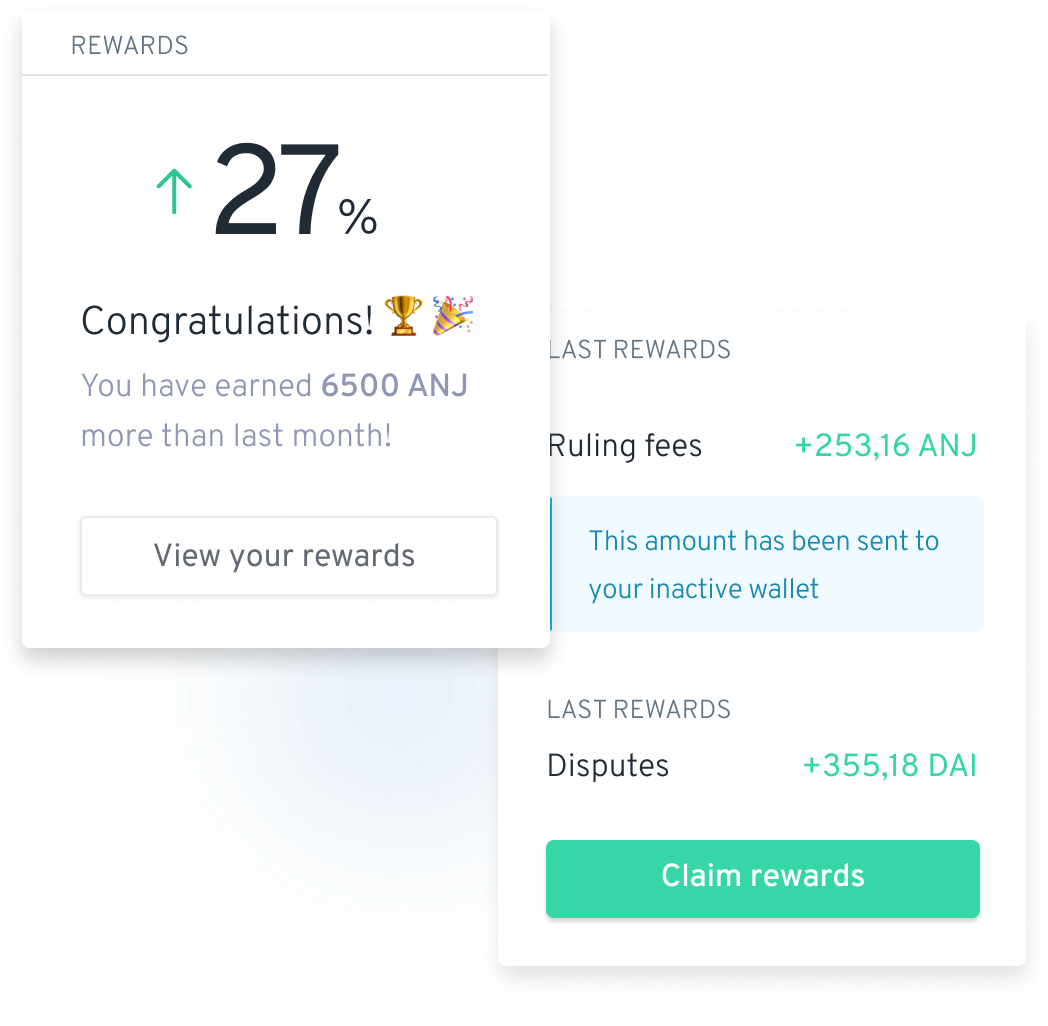 REWARDS
↑ 27%
Congratulations! 🏆 🎉
You have earned 6500 ANJ
more than last month!
View your rewards
LAST REWARDS
Ruling fees +253,16 ANJ
This amount has been sent to
your inactive wallet
LAST REWARDS
Disputes +355,18 DAI
Claim rewards